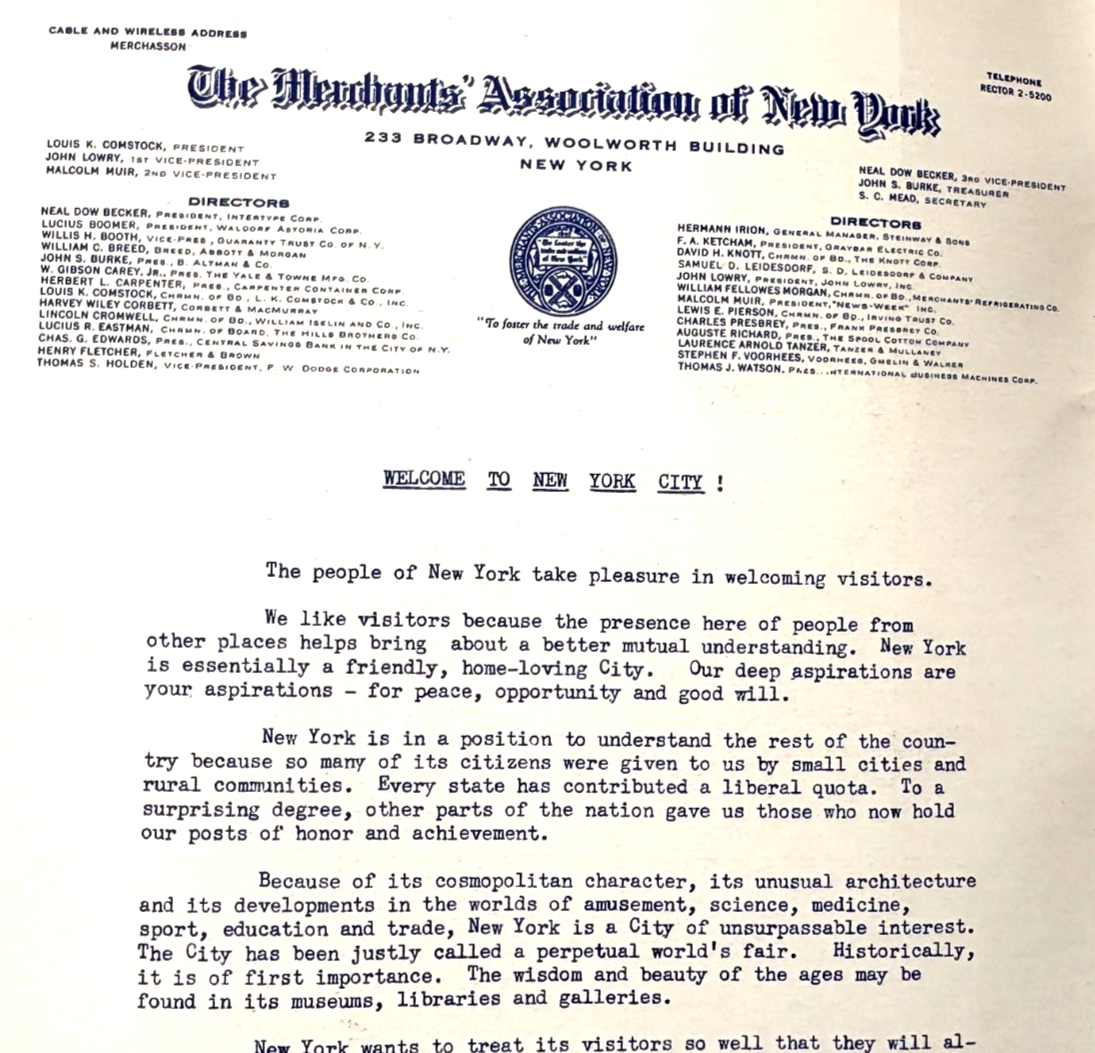 CABLE AND WIRELESS ADDRESS
MERCHASSON
TELEPHONE
RECTOR 2-5200
The Merchants' Association of New York
233 BROADWAY, WOOLWORTH BUILDING
NEW YORK
LOUIS K. COMSTOCK, PRESIDENT
JOHN LOWRY, 1ST VICE-PRESIDENT
MALCOLM MUIR, 2ND VICE-PRESIDENT
NEAL DOW BECKER, 3RD VICE-PRESIDENT
JOHN S. BURKE, TREASURER
S. C. MEAD, SECRETARY
DIRECTORS
NEAL DOW BECKER, PRESIDENT, INTERTYPE CORP.
LUCIUS BOOMER, PRESIDENT, WALDORF ASTORIA CORP.
WILLIS H. BOOTH, VICE-PRES., GUARANTY TRUST CO. OF N.Y.
WILLIAM C. BREED, BREED, ABBOTT & MORGAN
JOHN S. BURKE, PRES., B. ALTMAN & CO.
W. GIBSON CAREY, JR., PRES. THE YALE & TOWNE MFG. CO.
HERBERT L. CARPENTER, PRES., CARPENTER CONTAINER CORP.
LOUIS K. COMSTOCK, CHRMN. OF BD., L. K. COMSTOCK & CO., INC.
HARVEY WILEY CORBETT, CORBETT & MACMURRAY
LINCOLN CROMWELL, CHRMN. OF BD., WILLIAM ISELIN AND CO., INC.
LUCIUS R. EASTMAN, CHRMN. OF BOARD, THE HILLS BROTHERS CO.
CHAS. G. EDWARDS, PRES., CENTRAL SAVINGS BANK IN THE CITY OF N.Y.
HENRY FLETCHER, FLETCHER & BROWN
THOMAS S. HOLDEN, VICE-PRESIDENT, F. W. DODGE CORPORATION
THE MERCHANTS' ASSOCIATION OF NEW YORK
"To foster the trade and welfare of New York"
"To foster the trade and welfare
of New York"
DIRECTORS
HERMANN IRION, GENERAL MANAGER, STEINWAY & SONS
F. A. KETCHAM, PRESIDENT, GRAYBAR ELECTRIC CO.
DAVID H. KNOTT, CHRMN. OF BD., THE KNOTT CORP.
SAMUEL D. LEIDESDORF, S. D. LEIDESDORF & COMPANY
JOHN LOWRY, PRESIDENT, JOHN LOWRY, INC.
WILLIAM FELLOWES MORGAN, CHRMN. OF BD., MERCHANTS' REFRIGERATING CO.
MALCOLM MUIR, PRESIDENT, "NEWS-WEEK" INC.
LEWIS E. PIERSON, CHRMN. OF BD., IRVING TRUST CO.
CHARLES PRESBREY, PRES., FRANK PRESBREY CO.
AUGUSTE RICHARD, PRES., THE SPOOL COTTON COMPANY
LAURENCE ARNOLD TANZER, TANZER & MULLANEY
STEPHEN F. VOORHEES, VOORHEES, GMELIN & WALKER
THOMAS J. WATSON, PRES., INTERNATIONAL BUSINESS MACHINES CORP.
WELCOME TO NEW YORK CITY !
The people of New York take pleasure in welcoming visitors.
We like visitors because the presence here of people from
other places helps bring about a better mutual understanding. New York
is essentially a friendly, home-loving City. Our deep aspirations are
your aspirations - for peace, opportunity and good will.
New York is in a position to understand the rest of the coun-
try because so many of its citizens were given to us by small cities and
rural communities. Every state has contributed a liberal quota. To a
surprising degree, other parts of the nation gave us those who now hold
our posts of honor and achievement.
Because of its cosmopolitan character, its unusual architecture
and its developments in the worlds of amusement, science, medicine,
sport, education and trade, New York is a City of unsurpassable interest.
The City has been justly called a perpetual world's fair. Historically,
it is of first importance. The wisdom and beauty of the ages may be
found in its museums, libraries and galleries.
New York wants to treat its visitors so well that they will al-